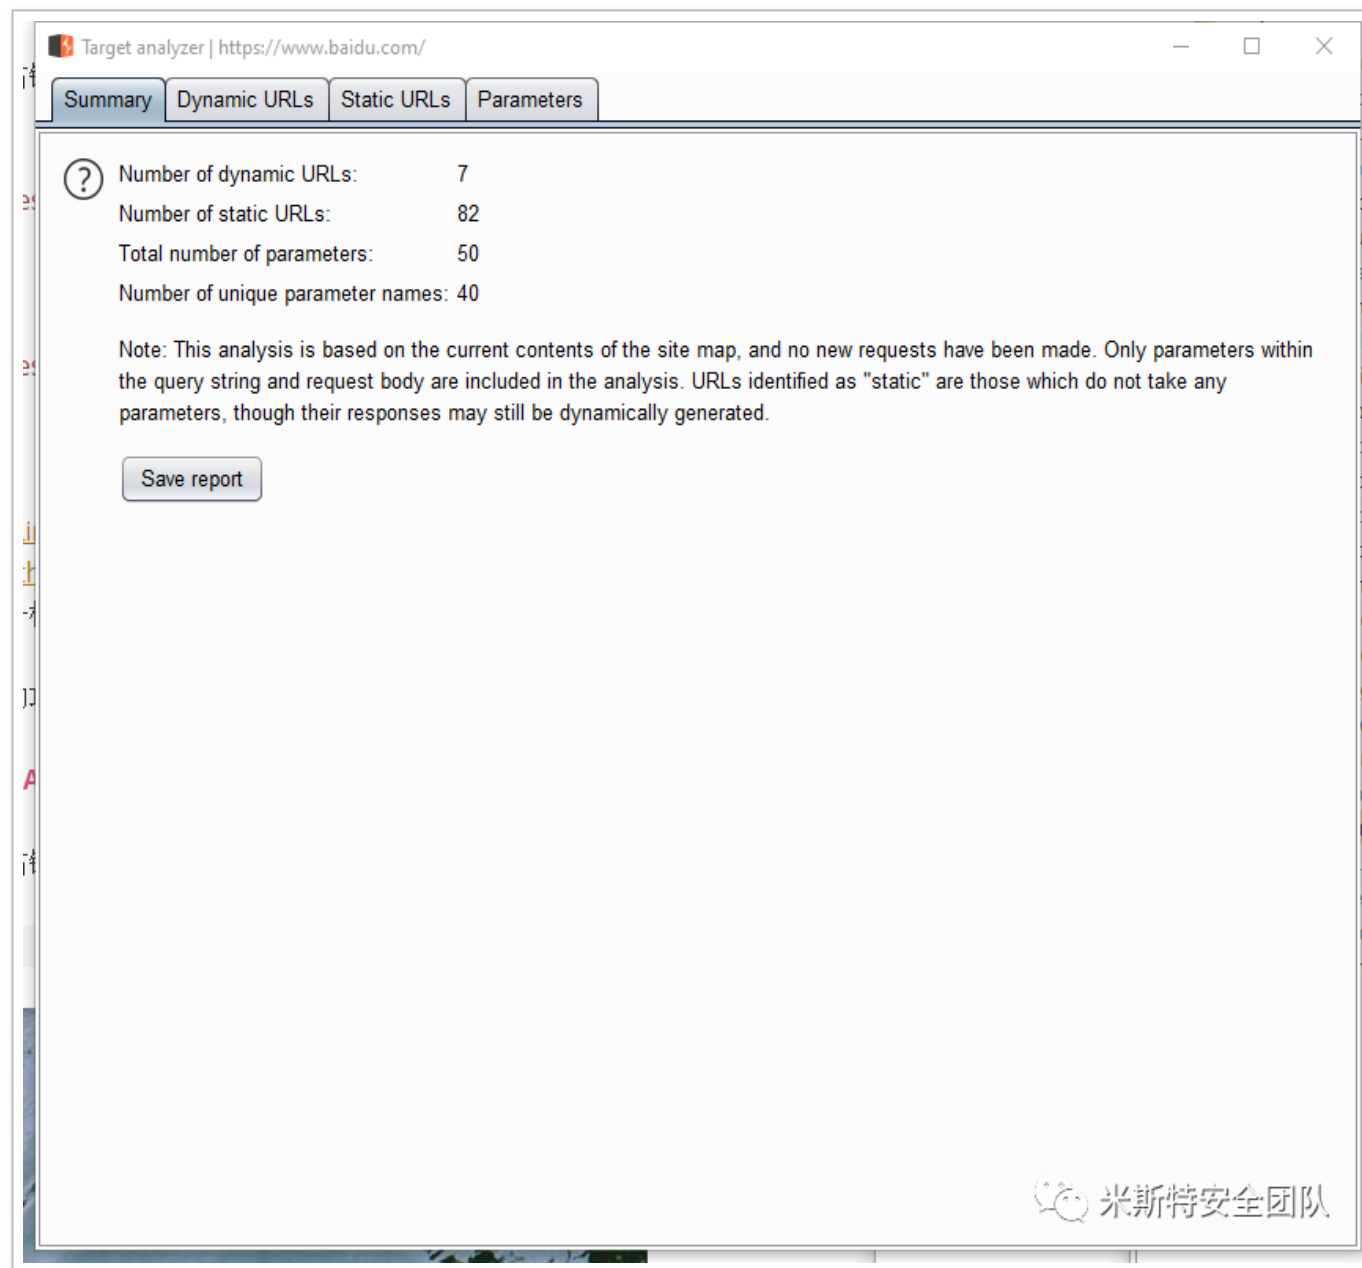 Target analyzer | https://www.baidu.com/
Summary
Dynamic URLs
Static URLs
Parameters
Number of dynamic URLs: 7
Number of static URLs: 82
Total number of parameters: 50
Number of unique parameter names: 40
Note: This analysis is based on the current contents of the site map, and no new requests have been made. Only parameters within
the query string and request body are included in the analysis. URLs identified as "static" are those which do not take any
parameters, though their responses may still be dynamically generated.
Save report
米斯特安全团队